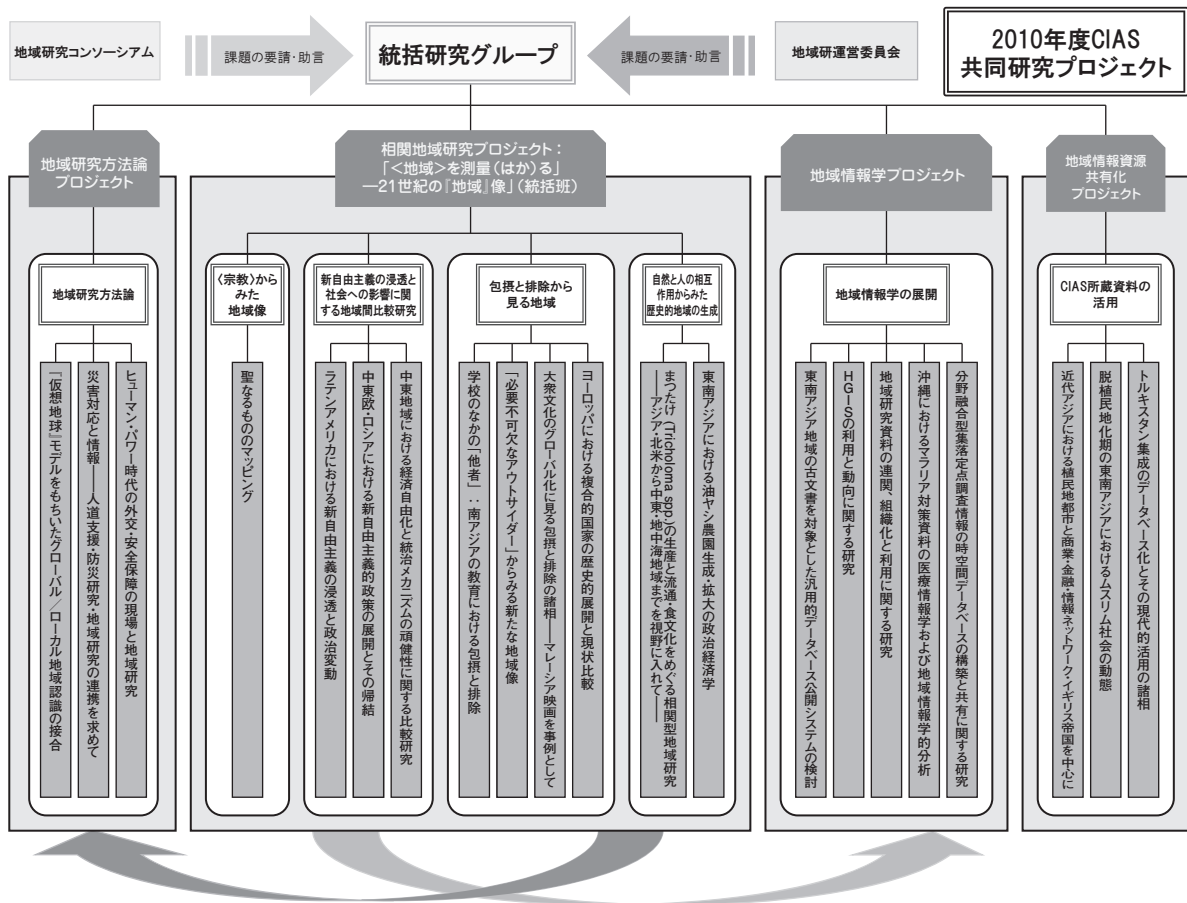 地域研究コンソーシアム
課題の要請・助言
統括研究グループ
課題の要請・助言
地域研運営委員会
2010年度CIAS
共同研究プロジェクト
地域研究方法論
プロジェクト
相関地域研究プロジェクト：
「<地域>を測量(はか)る」
—21世紀の『地域』像」(統括班)
地域情報学プロジェクト
地域情報資源
共有化
プロジェクト
地域研究方法論
〈宗教〉から
みた
地域像
新自由主義の浸透と
社会への影響に関
する地域間比較研究
包摂と排除から
見る地域
自然と人の相互
作用からみた
歴史的地域の生成
地域情報学の展開
CIAS所蔵資料の
活用
『仮想地球』モデルをもちいたグローバル／ローカル地域認識の接合
災害対応と情報――人道支援・防災研究・地域研究の連携を求めて
ヒューマン・パワー時代の外交・安全保障の現場と地域研究
聖なるもののマッピング
ラテンアメリカにおける新自由主義の浸透と政治変動
中東欧・ロシアにおける新自由主義的政策の展開とその帰結
中東地域における経済自由化と統治メカニズムの頑健性に関する比較研究
学校のなかの「他者」：南アジアの教育における包摂と排除
「必要不可欠なアウトサイダー」からみる新たな地域像
大衆文化のグローバル化に見る包摂と排除の諸相――マレーシア映画を事例として
ヨーロッパにおける複合的国家の歴史的展開と現状比較
まつたけ(Tricholoma spp)の生産と流通・食文化をめぐる相関型地域研究
――アジア・北米から中東・地中海地域までを視野に入れて――
東南アジアにおける油ヤシ農園生成・拡大の政治経済学
東南アジア地域の古文書を対象とした汎用的データベース公開システムの検討
HGISの利用と動向に関する研究
地域研究資料の連関、組織化と利用に関する研究
沖縄におけるマラリア対策資料の医療情報学および地域情報学的分析
分野融合型集落定点調査情報の時空間データベースの構築と共有に関する研究
近代アジアにおける植民地都市と商業・金融・情報ネットワーク・イギリス帝国を中心に
脱植民地化期の東南アジアにおけるムスリム社会の動態
トルキスタン集成のデータベース化とその現代的活用の諸相